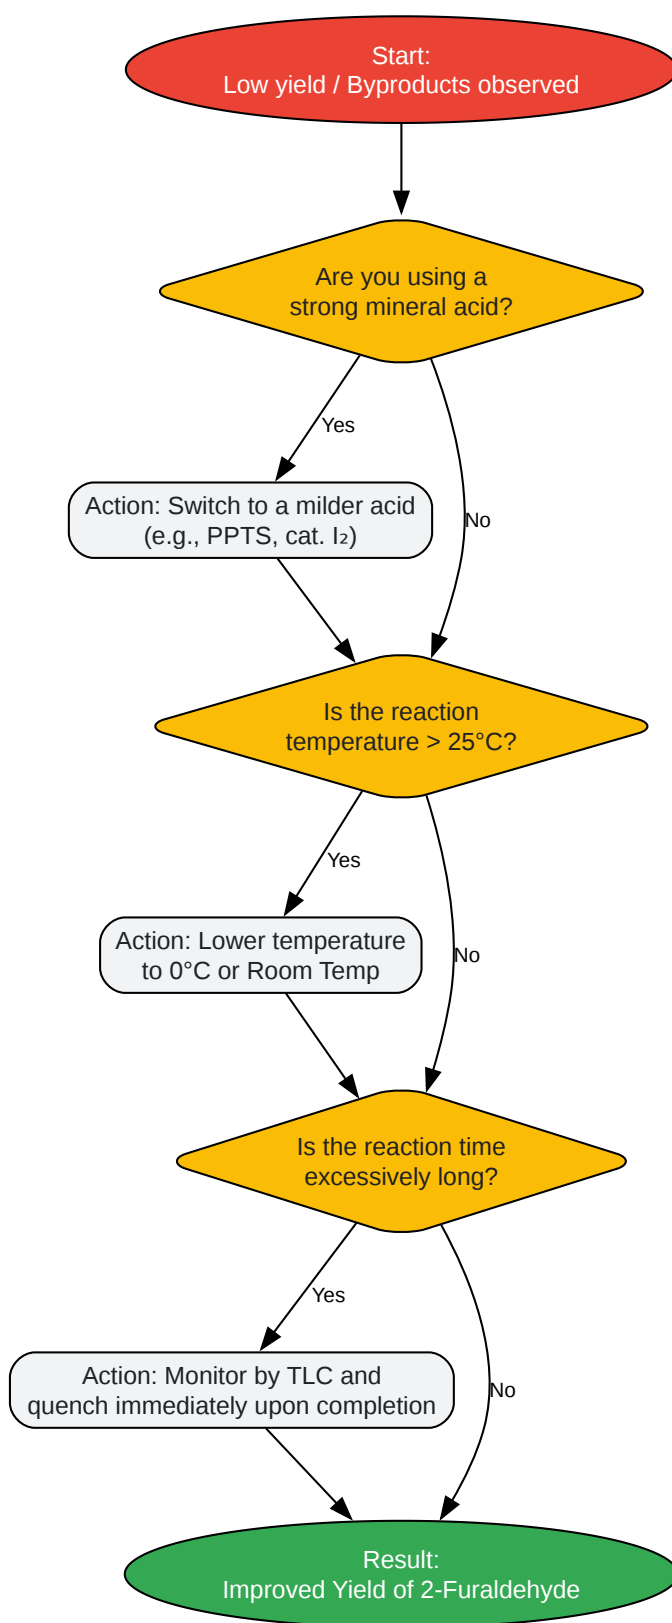 Start:
Low yield / Byproducts observed
Are you using a
strong mineral acid?
Yes
Action: Switch to a milder acid
(e.g., PPTS, cat. I₂)
No
Is the reaction
temperature > 25°C?
Yes
Action: Lower temperature
to 0°C or Room Temp
No
Is the reaction time
excessively long?
Yes
Action: Monitor by TLC and
quench immediately upon completion
No
Result:
Improved Yield of 2-Furaldehyde